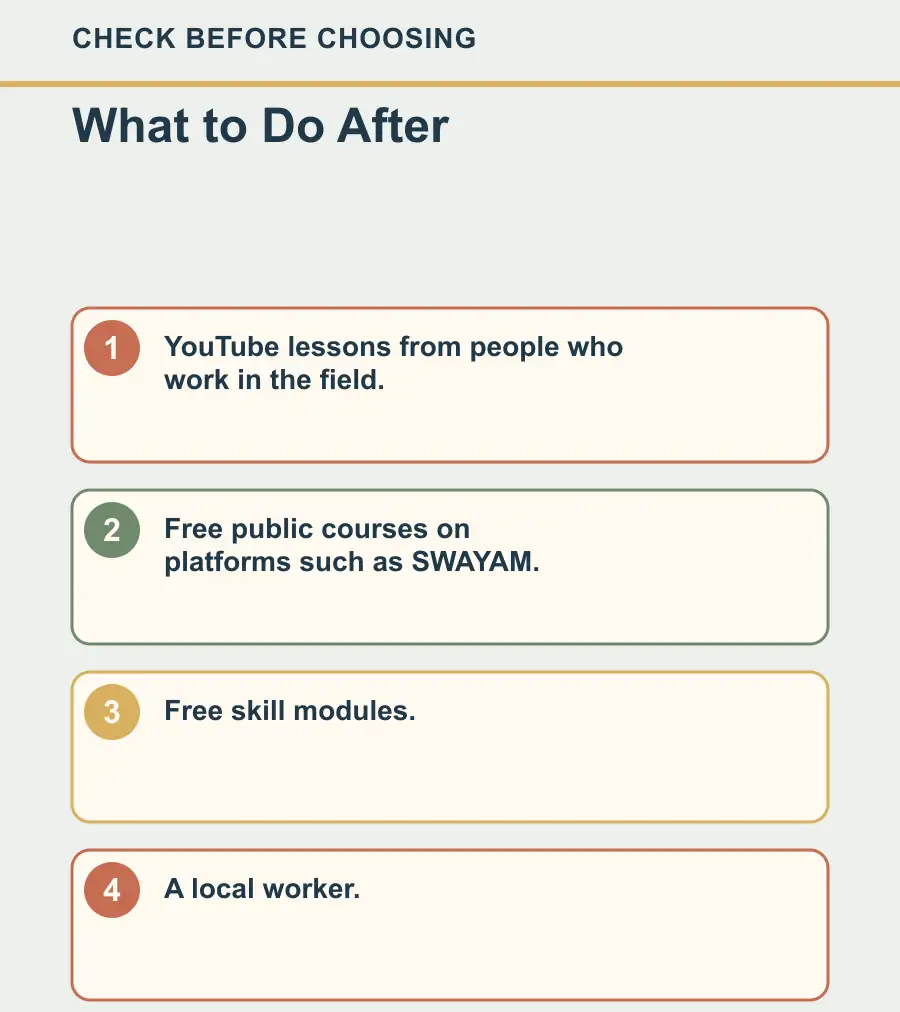 CHECK BEFORE CHOOSING
What to Do After
1
YouTube lessons from people who
work in the field.
2
Free public courses on
platforms such as SWAYAM.
3
Free skill modules.
4
A local worker.